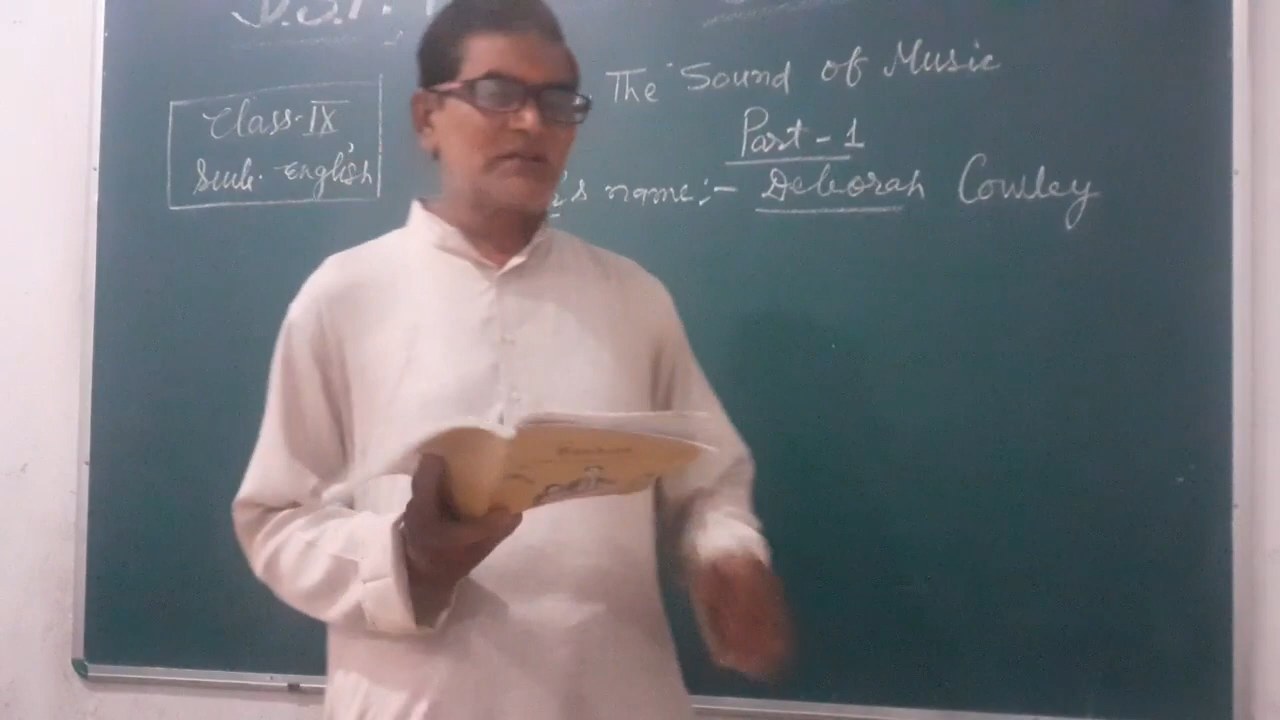 The Sound of Music
Class-IX
Part-1
Sub. English
's name:- Deborah Cowley